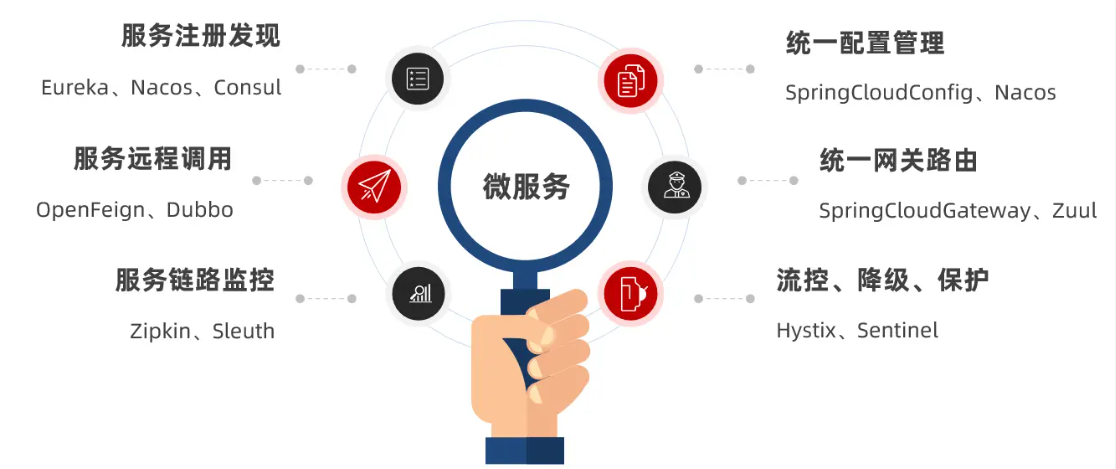 服务注册发现
Eureka、Nacos、Consul
服务远程调用
OpenFeign、Dubbo
服务链路监控
Zipkin、Sleuth
微服务
统一配置管理
SpringCloudConfig、Nacos
统一网关路由
SpringCloudGateway、Zuul
流控、降级、保护
Hystix、Sentinel